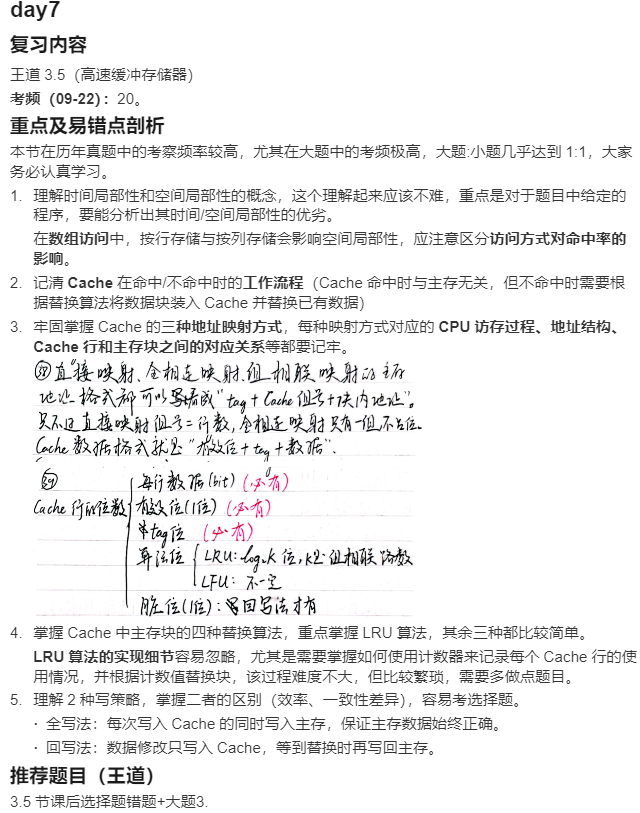 day7
复习内容
王道 3.5（高速缓冲存储器）
考频（09-22）：20。
重点及易错点剖析
本节在历年真题中的考察频率较高，尤其在大题中的考频极高，大题:小题几乎达到 1:1，大家
务必认真学习。
1. 理解时间局部性和空间局部性的概念，这个理解起来应该不难，重点是对于题目中给定的
程序，要能分析出其时间/空间局部性的优劣。
在数组访问中，按行存储与按列存储会影响空间局部性，应注意区分访问方式对命中率的
影响。
2. 记清 Cache 在命中/不命中时的工作流程（Cache 命中时与主存无关，但不命中时需要根
据替换算法将数据块装入 Cache 并替换已有数据）
3. 牢固掌握 Cache 的三种地址映射方式，每种映射方式对应的 CPU 访存过程、地址结构、
Cache 行和主存块之间的对应关系等都要记牢。
直接映射、全相连映射、组相联映射的主存
地址格式都可以写成"tag+Cache组号+块内地址"。
只不过直接映射组号=行数，全相连映射只有一组，不占位。
Cache数据格式就是"有效位+tag+数据"。
每行数据(bit)（必有）
Cache行的位数 有效位(1位)（必有）
tag位（必有）
算法位 LRU：log₂K位，K是组相联路数
LFU：不一定
脏位(1位)：写回写法才有
4. 掌握 Cache 中主存块的四种替换算法，重点掌握 LRU 算法，其余三种都比较简单。
LRU 算法的实现细节容易忽略，尤其是需要掌握如何使用计数器来记录每个 Cache 行的使
用情况，并根据计数值替换块，该过程难度不大，但比较繁琐，需要多做点题目。
5. 理解 2 种写策略，掌握二者的区别（效率、一致性差异），容易考选择题。
· 全写法：每次写入 Cache 的同时写入主存，保证主存数据始终正确。
· 回写法：数据修改只写入 Cache，等到替换时再写回主存。
推荐题目（王道）
3.5 节课后选择题错题+大题3.